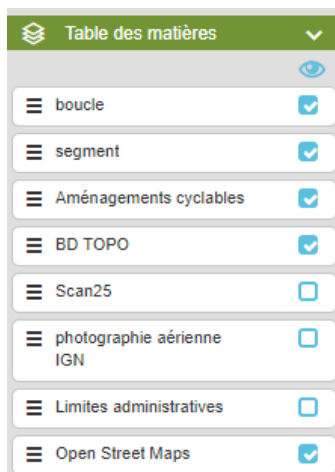 Table des matières
boucle
segment
Aménagements cyclables
BD TOPO
Scan25
photographie aérienne
IGN
Limites administratives
Open Street Maps